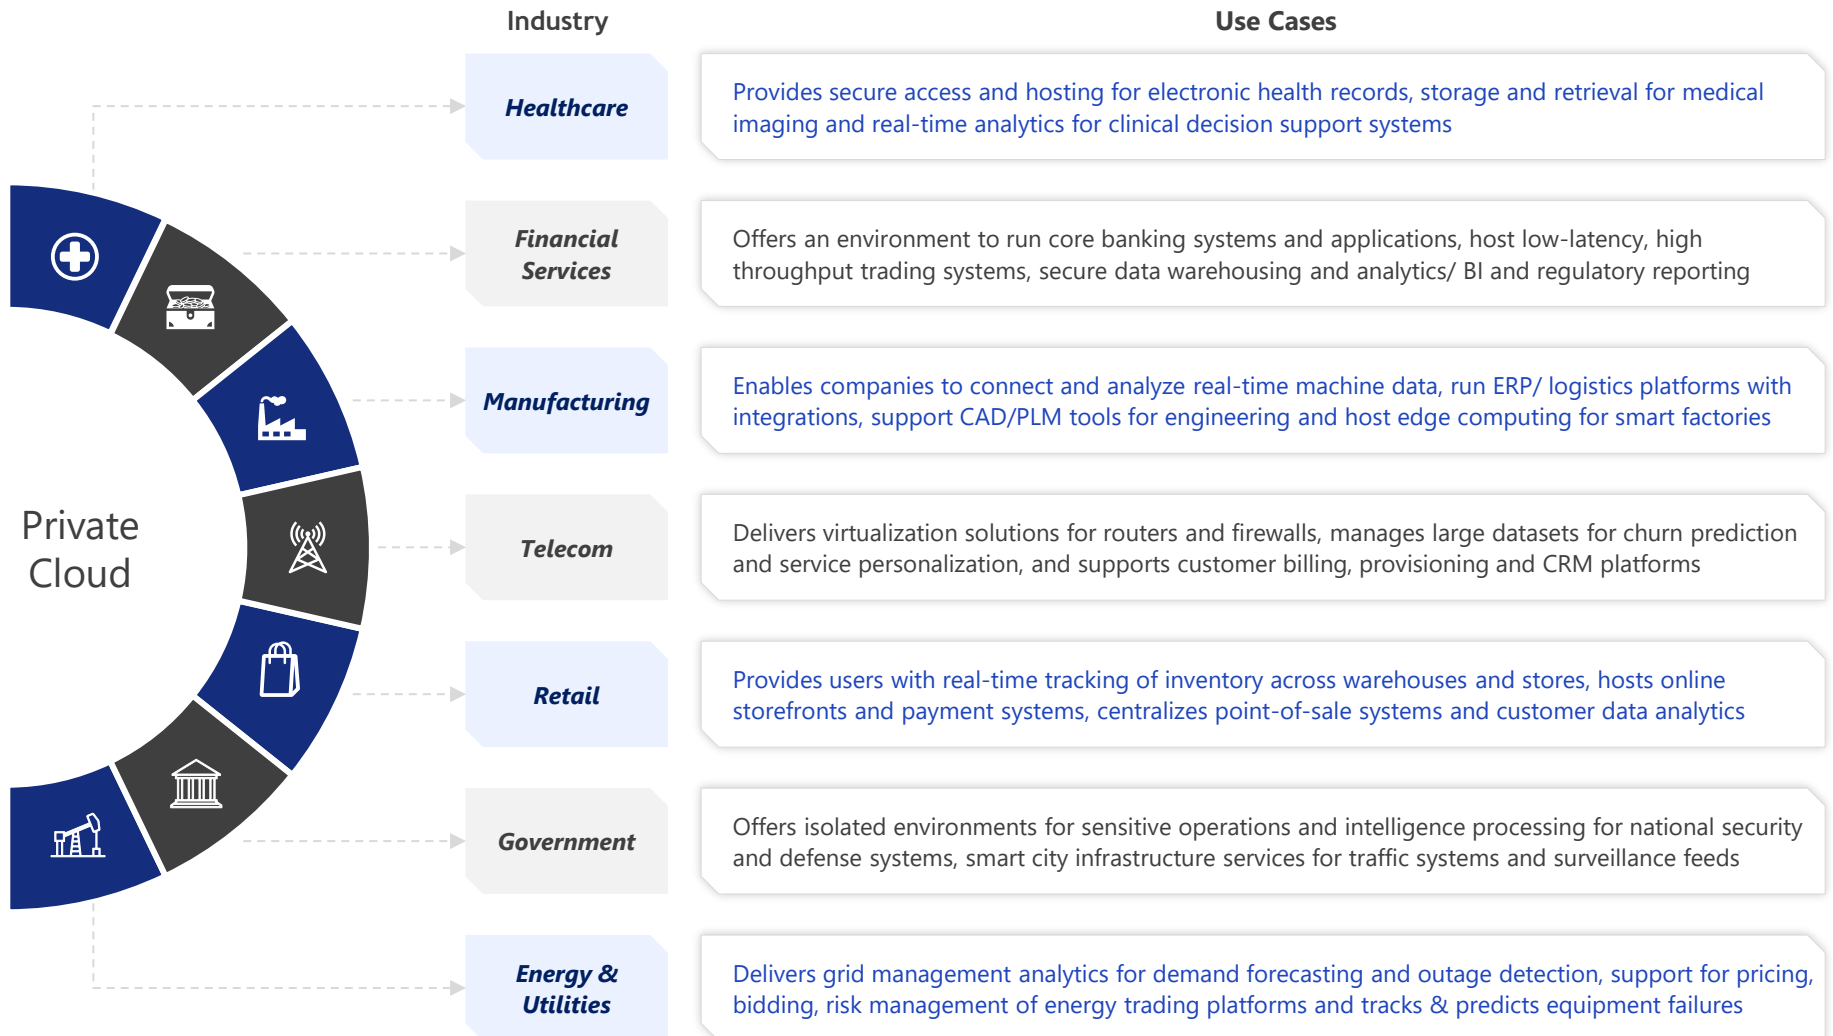 Industry
Use Cases
Private
Cloud
Healthcare
Provides secure access and hosting for electronic health records, storage and retrieval for medical
imaging and real-time analytics for clinical decision support systems
Financial
Services
Offers an environment to run core banking systems and applications, host low-latency, high
throughput trading systems, secure data warehousing and analytics/ BI and regulatory reporting
Manufacturing
Enables companies to connect and analyze real-time machine data, run ERP/ logistics platforms with
integrations, support CAD/PLM tools for engineering and host edge computing for smart factories
Telecom
Delivers virtualization solutions for routers and firewalls, manages large datasets for churn prediction
and service personalization, and supports customer billing, provisioning and CRM platforms
Retail
Provides users with real-time tracking of inventory across warehouses and stores, hosts online
storefronts and payment systems, centralizes point-of-sale systems and customer data analytics
Government
Offers isolated environments for sensitive operations and intelligence processing for national security
and defense systems, smart city infrastructure services for traffic systems and surveillance feeds
Energy &
Utilities
Delivers grid management analytics for demand forecasting and outage detection, support for pricing,
bidding, risk management of energy trading platforms and tracks & predicts equipment failures